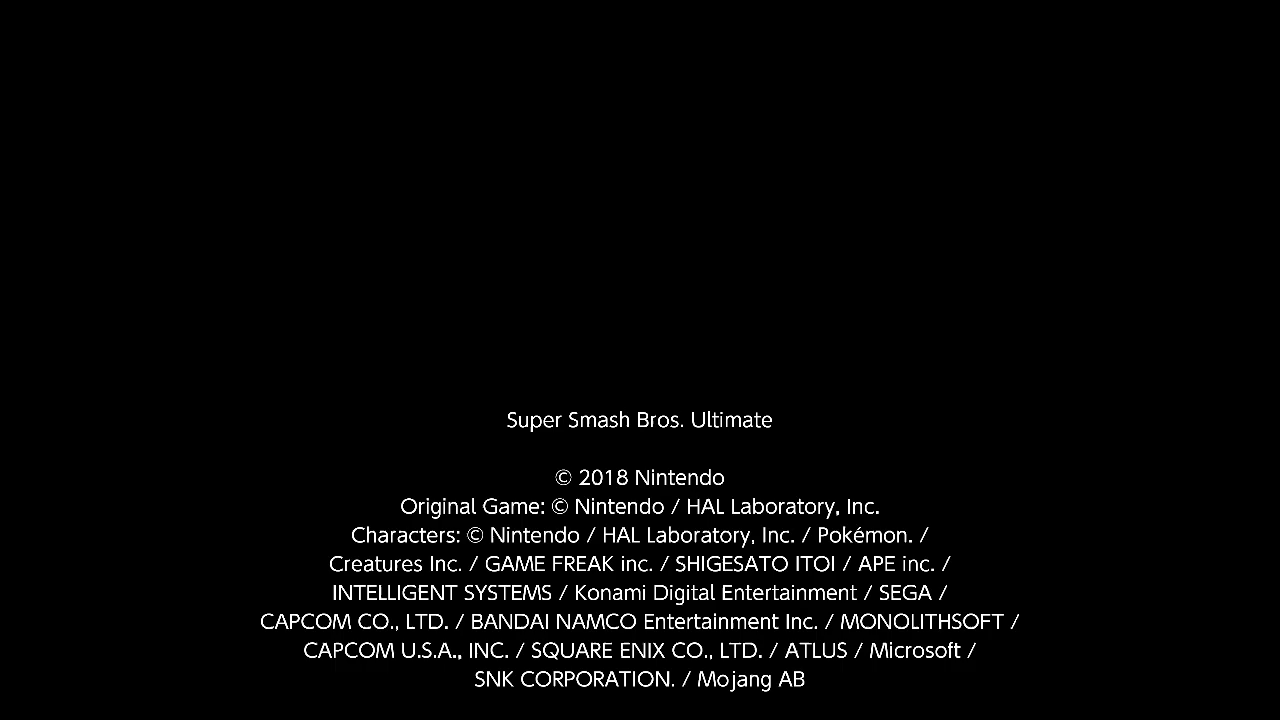 Super Smash Bros. Ultimate
© 2018 Nintendo
Original Game: © Nintendo / HAL Laboratory, Inc.
Characters: © Nintendo / HAL Laboratory, Inc. / Pokémon. /
Creatures Inc. / GAME FREAK inc. / SHIGESATO ITOI / APE inc. /
INTELLIGENT SYSTEMS / Konami Digital Entertainment / SEGA /
CAPCOM CO., LTD. / BANDAI NAMCO Entertainment Inc. / MONOLITHSOFT /
CAPCOM U.S.A., INC. / SQUARE ENIX CO., LTD. / ATLUS / Microsoft /
SNK CORPORATION. / Mojang AB